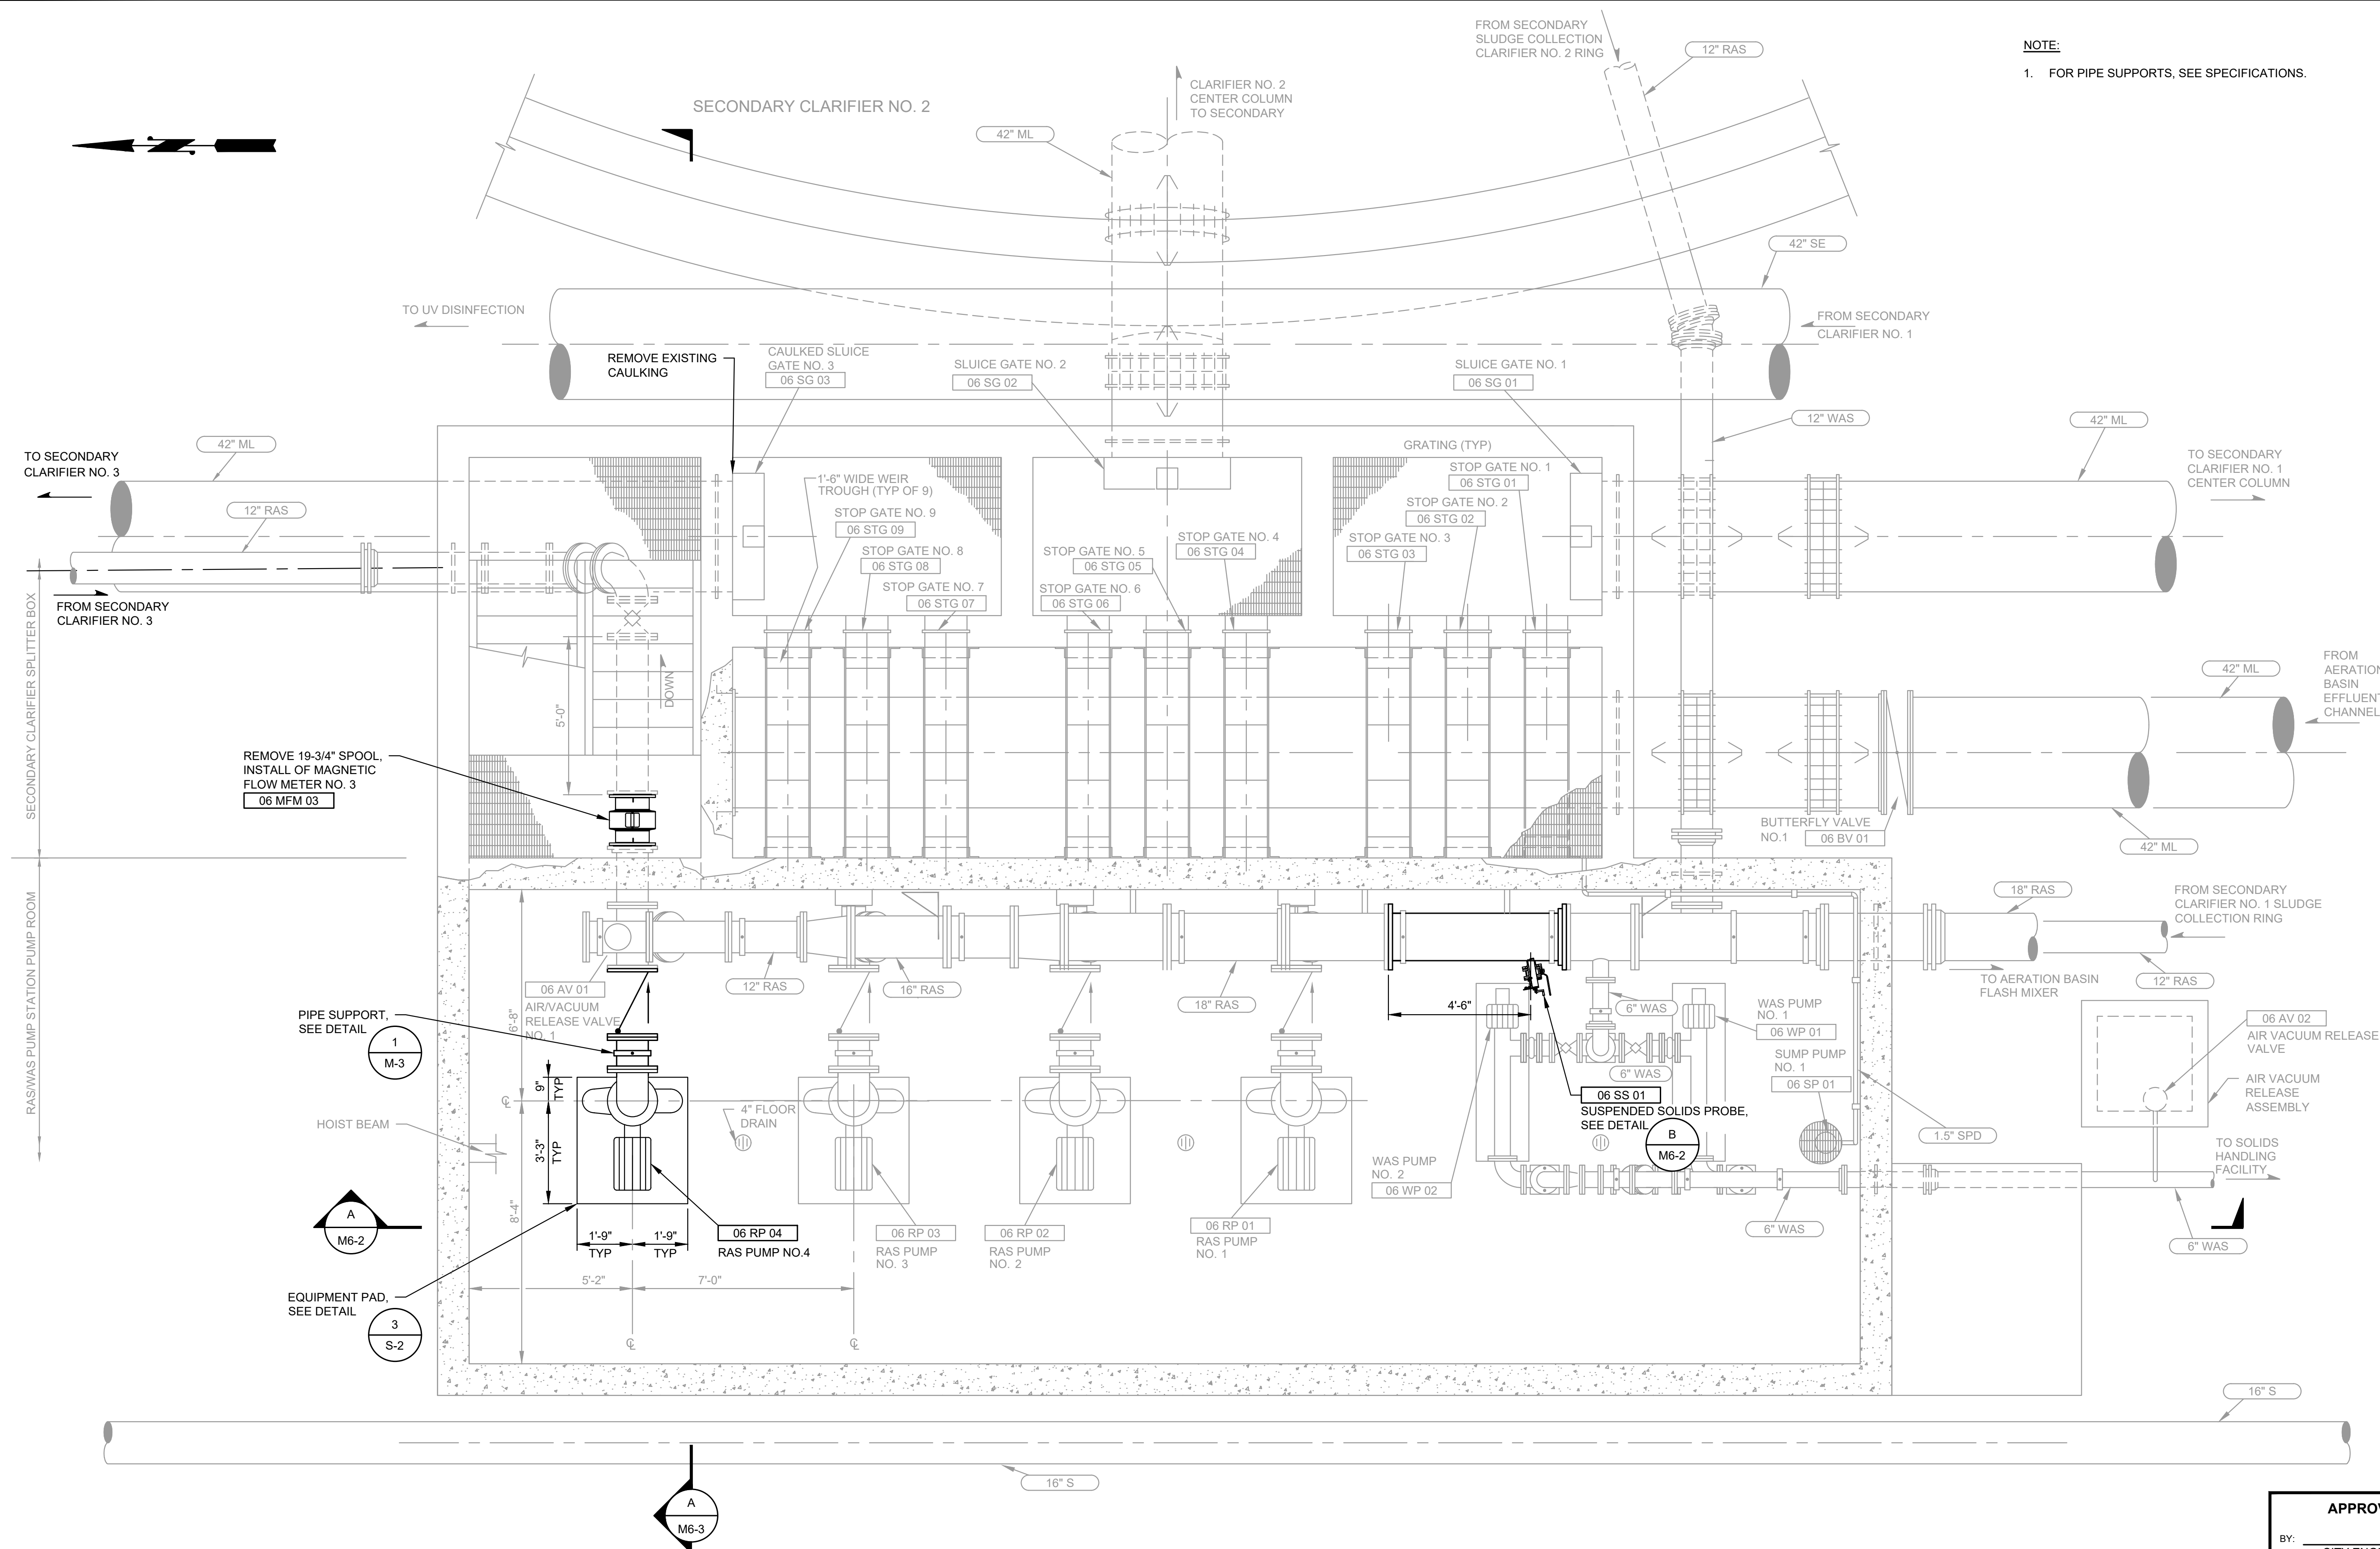 FROM SECONDARY
SLUDGE COLLECTION
CLARIFIER NO. 2 RING
12" RAS
NOTE:
1. FOR PIPE SUPPORTS, SEE SPECIFICATIONS.
SECONDARY CLARIFIER NO. 2
42" ML
CLARIFIER NO. 2
CENTER COLUMN
TO SECONDARY
42" SE
TO UV DISINFECTION
FROM SECONDARY
CLARIFIER NO. 1
REMOVE EXISTING
CAULKING
CAULKED SLUICE
GATE NO. 3
06 SG 03
SLUICE GATE NO. 2
06 SG 02
SLUICE GATE NO. 1
06 SG 01
12" WAS
42" ML
TO SECONDARY
CLARIFIER NO. 3
42" ML
12" RAS
GRATING (TYP)
TO SECONDARY
CLARIFIER NO. 1
CENTER COLUMN
1'-6" WIDE WEIR
TROUGH (TYP OF 9)
STOP GATE NO. 9
06 STG 09
STOP GATE NO. 8
06 STG 08
STOP GATE NO. 7
06 STG 07
STOP GATE NO. 6
06 STG 06
STOP GATE NO. 5
06 STG 05
STOP GATE NO. 4
06 STG 04
STOP GATE NO. 3
06 STG 03
STOP GATE NO. 2
06 STG 02
STOP GATE NO. 1
06 STG 01
FROM SECONDARY
CLARIFIER NO. 3
SECONDARY CLARIFIER SPLITTER BOX
5'-0"
DOWN
42" ML
FROM
AERATION
BASIN
EFFLUENT
CHANNEL
REMOVE 19-3/4" SPOOL,
INSTALL OF MAGNETIC
FLOW METER NO. 3
06 MFM 03
BUTTERFLY VALVE
NO.1
06 BV 01
42" ML
RAS/WAS PUMP STATION PUMP ROOM
18" RAS
FROM SECONDARY
CLARIFIER NO. 1 SLUDGE
COLLECTION RING
TO AERATION BASIN
FLASH MIXER
12" RAS
06 AV 01
AIR/VACUUM
RELEASE VALVE
NO. 1
6'-8"
12" RAS
16" RAS
18" RAS
4'-6"
6" WAS
WAS PUMP
NO. 1
06 WP 01
PIPE SUPPORT,
SEE DETAIL
1
M-3
6" WAS
SUMP PUMP
NO. 1
06 SP 01
06 AV 02
AIR VACUUM RELEASE
VALVE
AIR VACUUM
RELEASE
ASSEMBLY
9"
TYP
3'-3"
TYP
HOIST BEAM
4" FLOOR
DRAIN
06 SS 01
SUSPENDED SOLIDS PROBE,
SEE DETAIL
B
M6-2
1.5" SPD
TO SOLIDS
HANDLING
FACILITY
WAS PUMP
NO. 2
06 WP 02
A
M6-2
8'-4"
1'-9"
TYP
1'-9"
TYP
06 RP 04
RAS PUMP NO.4
06 RP 03
RAS PUMP
NO. 3
06 RP 02
RAS PUMP
NO. 2
06 RP 01
RAS PUMP
NO. 1
6" WAS
6" WAS
5'-2"
7'-0"
EQUIPMENT PAD,
SEE DETAIL
3
S-2
16" S
16" S
A
M6-3
APPROV
BY: